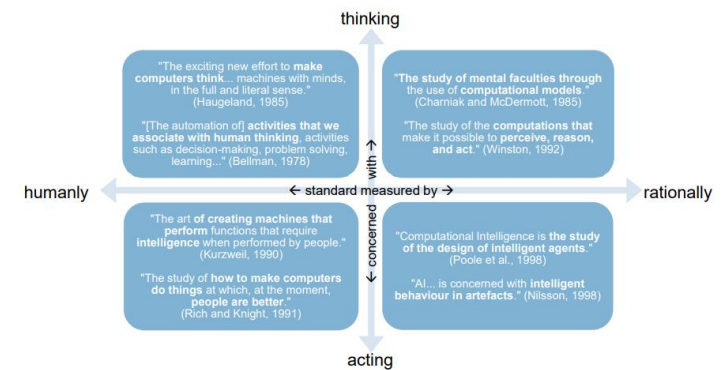 thinking
"The exciting new effort to make
computers think... machines with minds,
in the full and literal sense."
(Haugeland, 1985)
"[The automation of] activities that we
associate with human thinking, activities
such as decision-making, problem solving,
learning..." (Bellman, 1978)
"The study of mental faculties through
the use of computational models."
(Charniak and McDermott, 1985)
"The study of the computations that
make it possible to perceive, reason,
and act." (Winston, 1992)
humanly
← standard measured by →
rationally
← concerned with →
"The art of creating machines that
perform functions that require
intelligence when performed by people."
(Kurzweil, 1990)
"The study of how to make computers
do things at which, at the moment,
people are better."
(Rich and Knight, 1991)
"Computational Intelligence is the study
of the design of intelligent agents."
(Poole et al., 1998)
"AI... is concerned with intelligent
behaviour in artefacts." (Nilsson, 1998)
acting